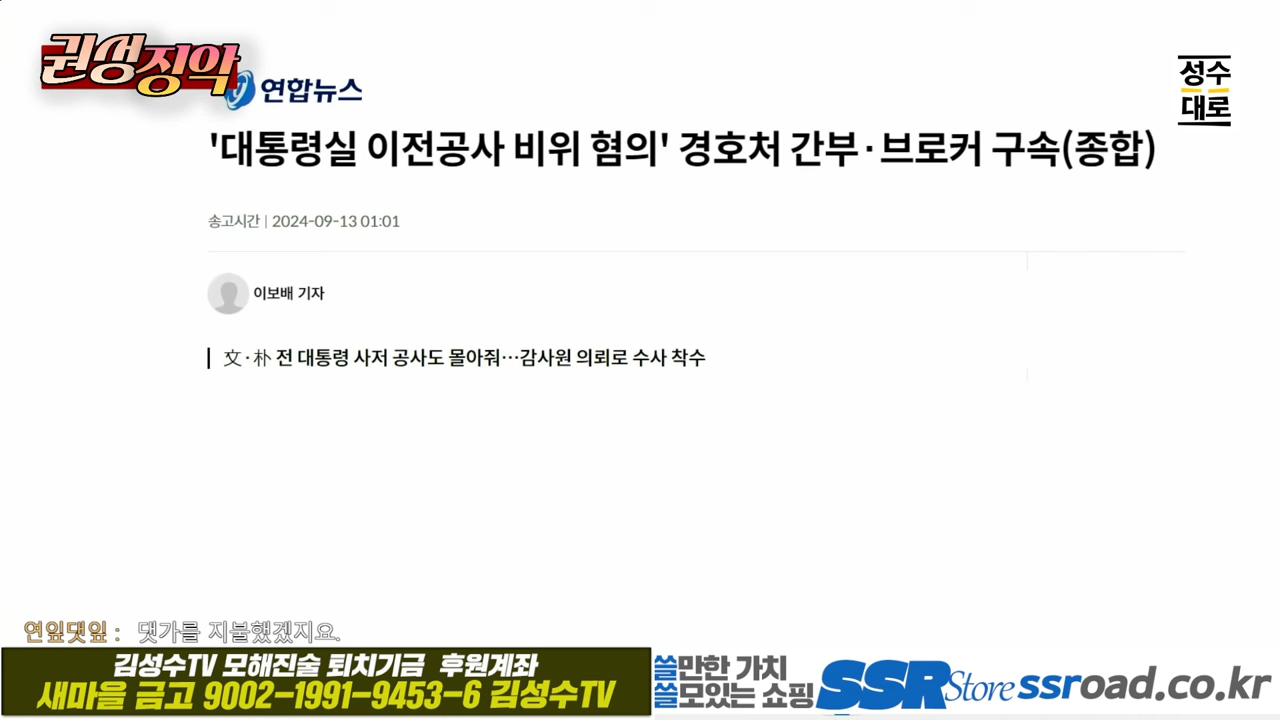 권성징악
연합뉴스
성수
대로
'대통령실 이전공사 비위 혐의' 경호처 간부·브로커 구속(종합)
송고시간 | 2024-09-13 01:01
이보배 기자
文·朴 전 대통령 사저 공사도 몰아줘…감사원 의뢰로 수사 착수
연잎댓잎 : 댓가를 지불했겠지요.
김성수TV 모해진술 퇴치기금 후원계좌
새마을 금고 9002-1991-9453-6 김성수TV
쓸만한 가치
쓸모있는 쇼핑
SSR Store ssroad.co.kr